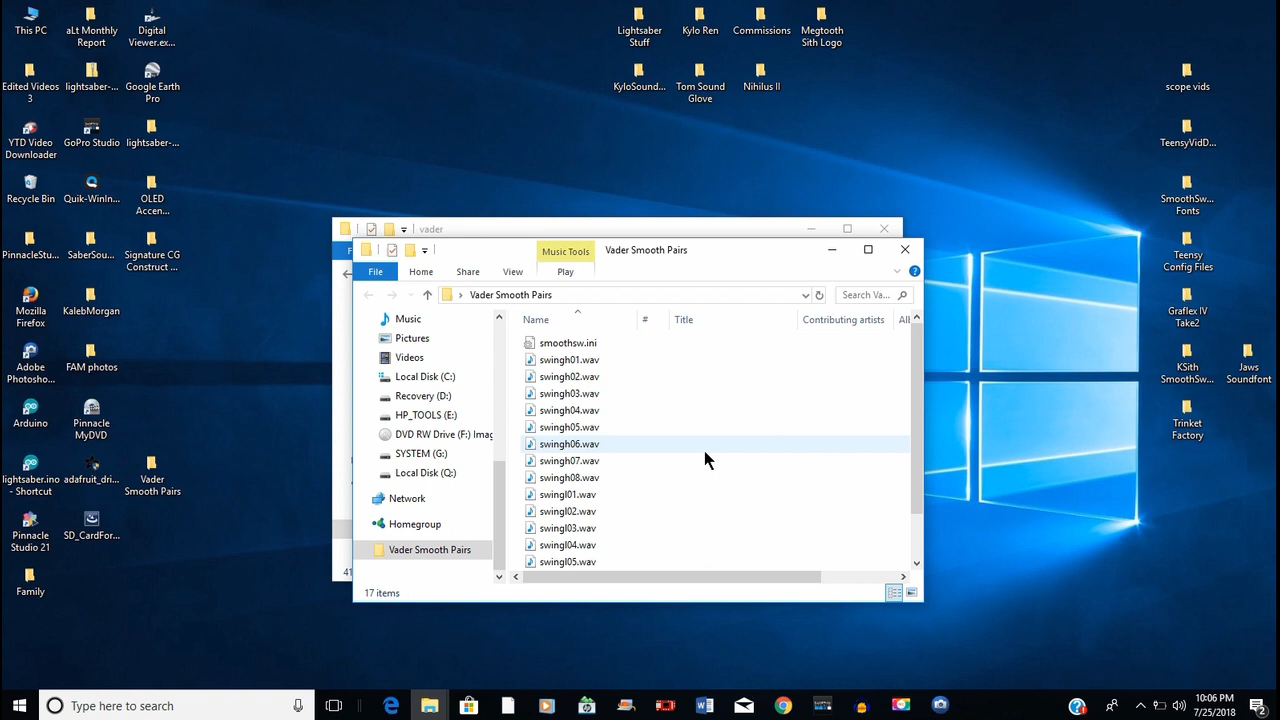 This PC
aLt Monthly
Report
Digital
Viewer.ex...
Lightsaber
Stuff
Kylo Ren
Commissions
Megtooth
Sith Logo
Edited Videos
3
lightsaber-...
Google Earth
Pro
KyloSound...
Tom Sound
Glove
Nihilus II
scope vids
YTD Video
Downloader
GoPro Studio
lightsaber-...
TeensyVidD...
Recycle Bin
Quik-WinIn...
OLED
Accen...
SmoothSw...
Fonts
PinnacleStu...
SaberSou...
Signature CG
Construct ...
Teensy
Config Files
Mozilla
Firefox
KalebMorgan
Graflex IV
Take2
Adobe
Photosho...
FAM photos
KSith
SmoothSw...
Jaws
Soundfont
Arduino
Pinnacle
MyDVD
Trinket
Factory
lightsaber.ino
- Shortcut
adafruit_dri...
Vader
Smooth Pairs
Pinnacle
Studio 21
SD_CardFor...
Family
vader
F
41
Music Tools
Vader Smooth Pairs
File
Home
Share
View
Play
Vader Smooth Pairs
Search Va...
Music
Pictures
Videos
Local Disk (C:)
Recovery (D:)
HP_TOOLS (E:)
DVD RW Drive (F:) Imag
SYSTEM (G:)
Local Disk (Q:)
Network
Homegroup
Vader Smooth Pairs
Name
#
Title
Contributing artists
Alb
smoothsw.ini
swingh01.wav
swingh02.wav
swingh03.wav
swingh04.wav
swingh05.wav
swingh06.wav
swingh07.wav
swingh08.wav
swingl01.wav
swingl02.wav
swingl03.wav
swingl04.wav
swingl05.wav
17 items
Type here to search
10:06 PM
7/25/2018
2